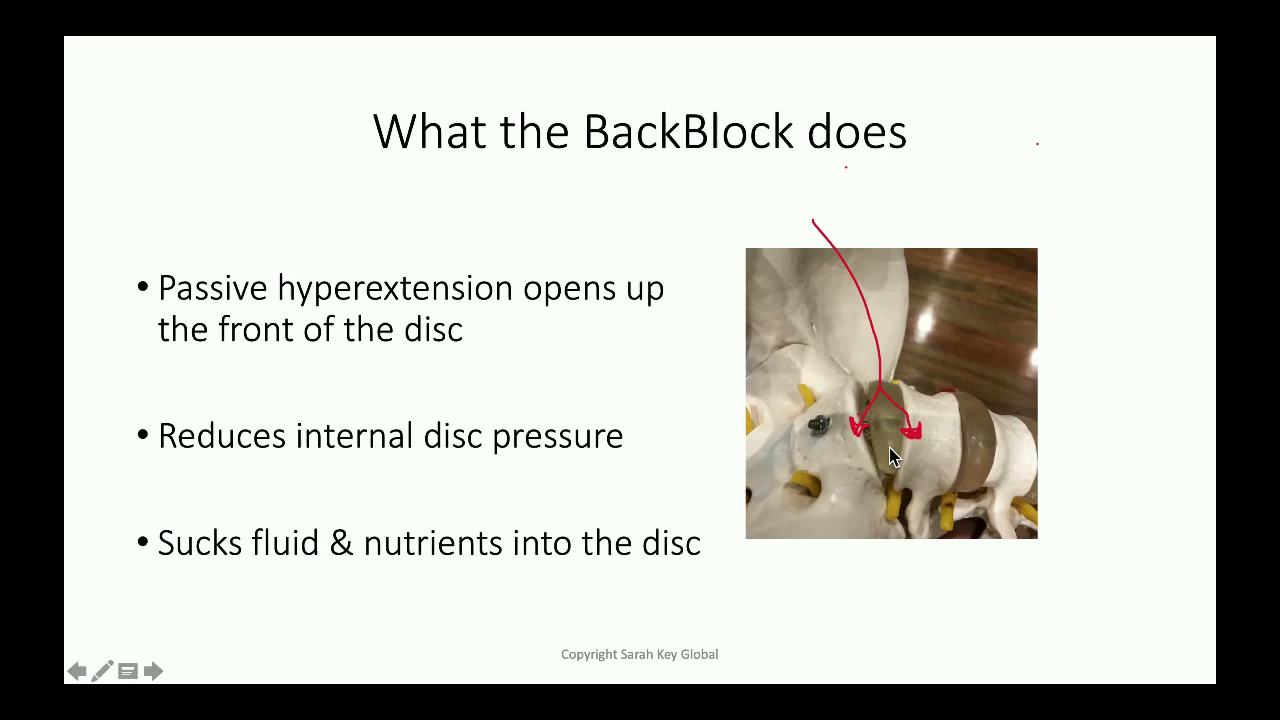 What the BackBlock does
• Passive hyperextension opens up
the front of the disc
• Reduces internal disc pressure
• Sucks fluid & nutrients into the disc
Copyright Sarah Key Global